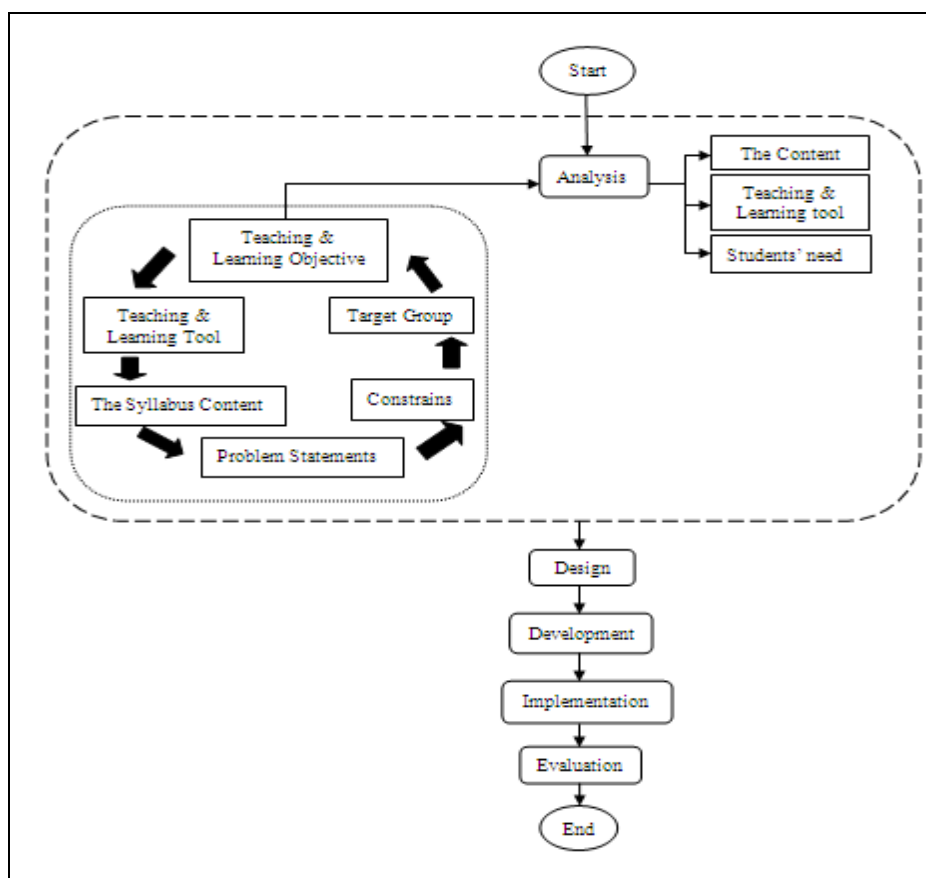 Start
Analysis
The Content
Teaching &
Learning tool
Students' need
Teaching &
Learning Objective
Teaching &
Learning Tool
The Syllabus Content
Problem Statements
Constrains
Target Group
Design
Development
Implementation
Evaluation
End